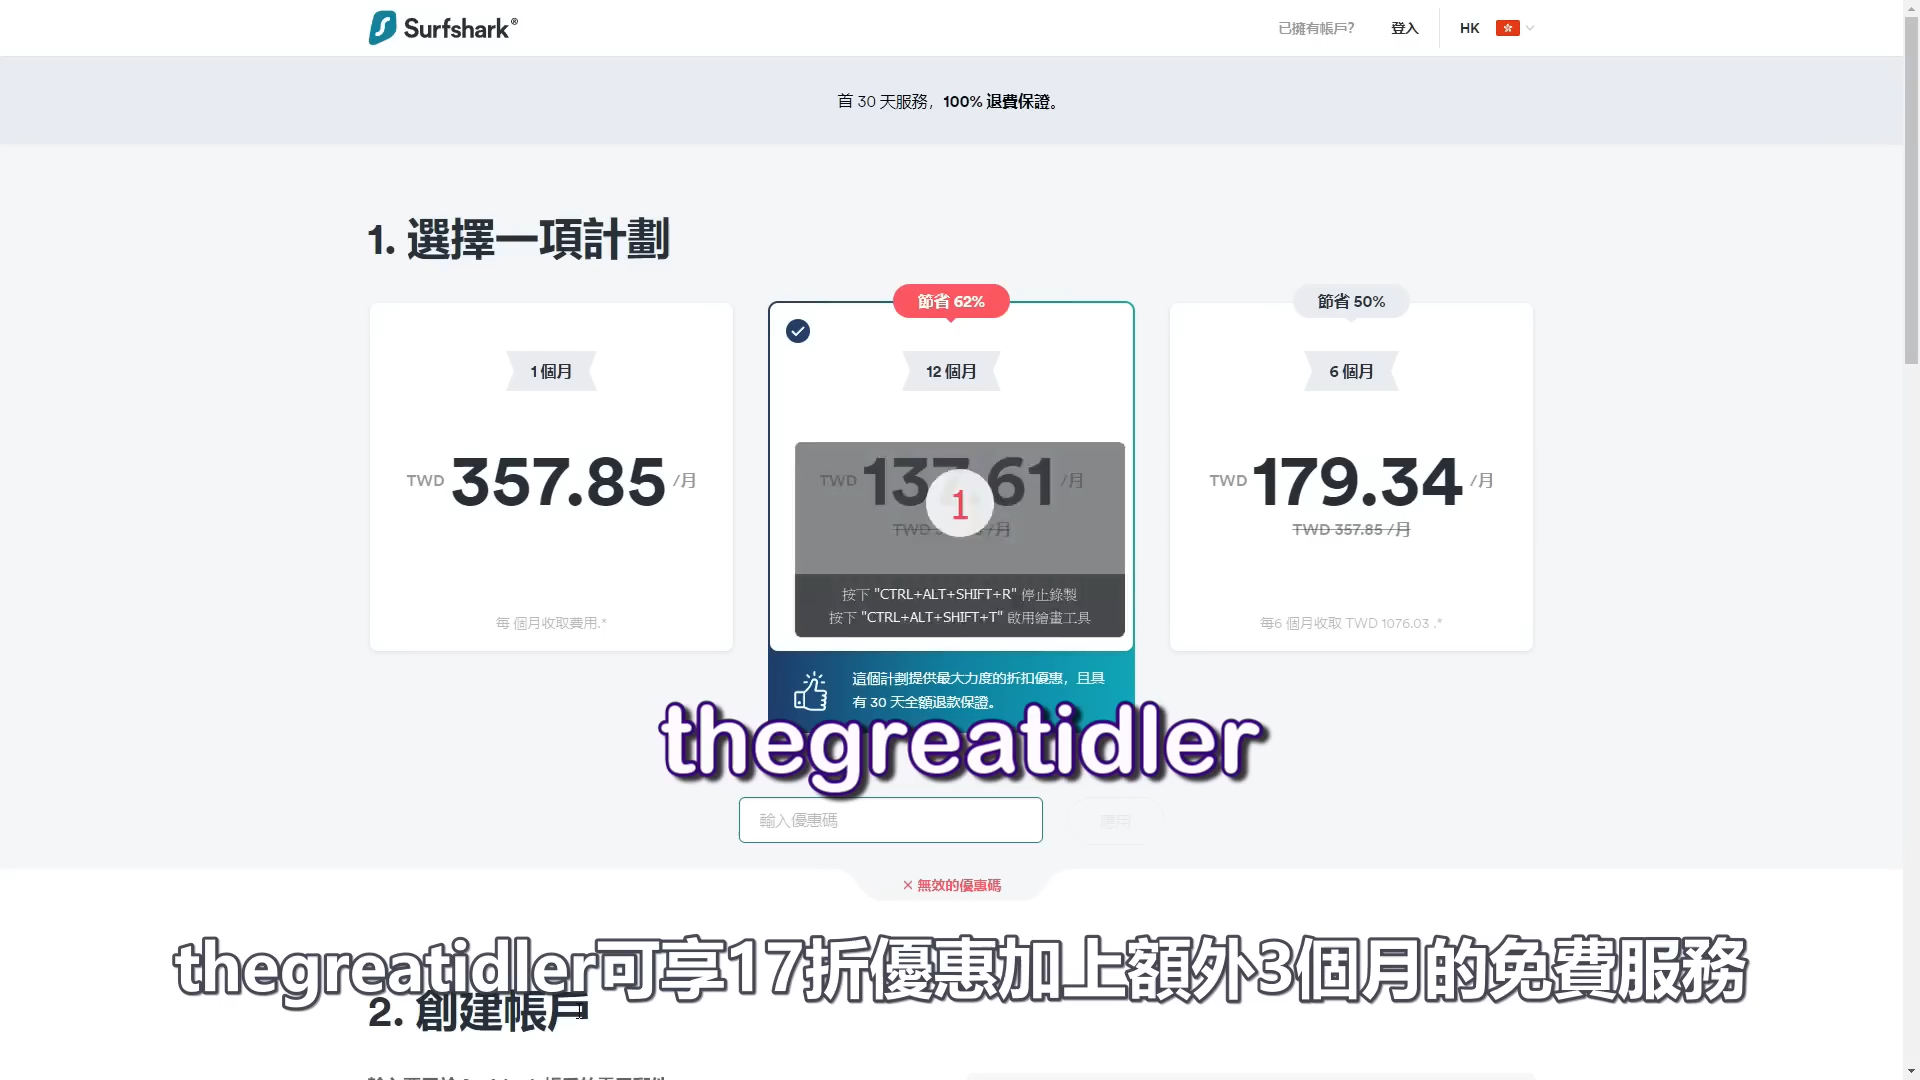 Surfshark®
已擁有帳戶?
登入
HK
首 30 天服務，100% 退費保證。
1. 選擇一項計劃
1 個月
TWD 357.85 /月
每 個月收取費用.*
節省 62%
12 個月
TWD 137.61 /月
1
按下 "CTRL+ALT+SHIFT+R" 停止錄製
按下 "CTRL+ALT+SHIFT+T" 啟用繪畫工具
這個計劃提供最大力度的折扣優惠，且具
有 30 天全額退款保證。
節省 50%
6 個月
TWD 179.34 /月
TWD 357.85 /月
每6 個月收取 TWD 1076.03 .*
thegreatidler
輸入優惠碼
應用
× 無效的優惠碼
thegreatidler可享17折優惠加上額外3個月的免費服務
2. 創建帳戶